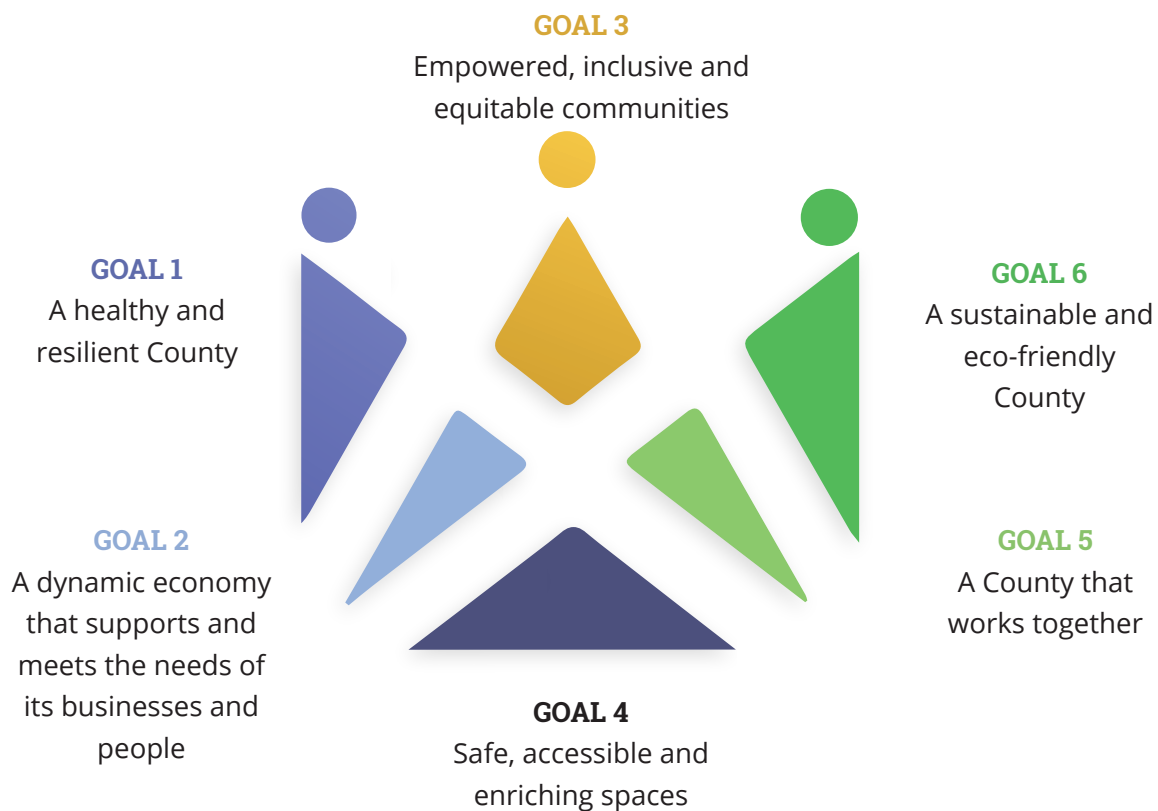 GOAL 3
Empowered, inclusive and
equitable communities
GOAL 1
A healthy and
resilient County
GOAL 6
A sustainable and
eco-friendly
County
GOAL 2
A dynamic economy
that supports and
meets the needs of
its businesses and
people
GOAL 5
A County that
works together
GOAL 4
Safe, accessible and
enriching spaces